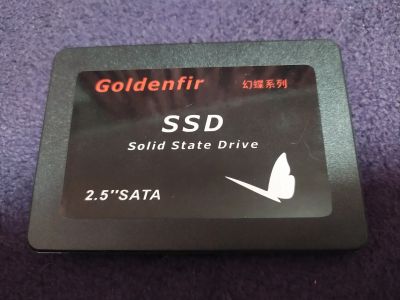 Goldenfir 幻蝶系列
SSD
Solid State Drive
2.5"SATA